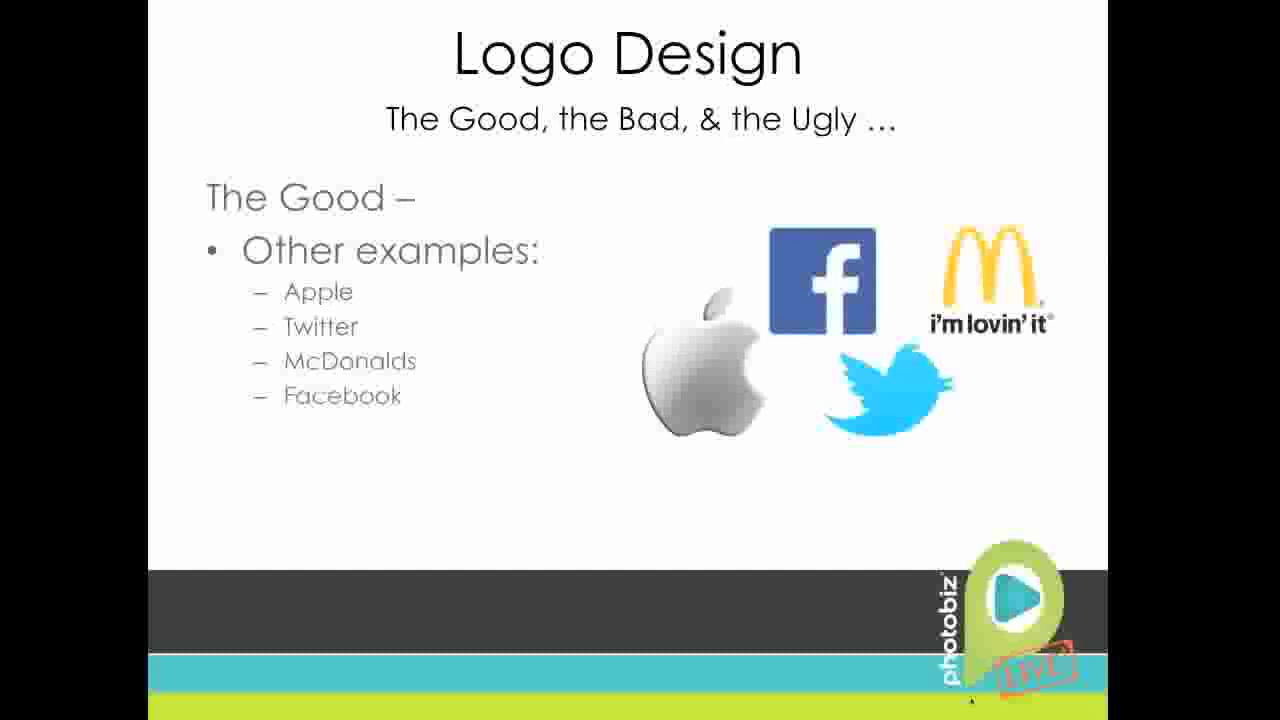 Logo Design
The Good, the Bad, & the Ugly ...
The Good –
• Other examples:
– Apple
– Twitter
– McDonalds
– Facebook
f
M
i'm lovin' it®
photobiz
LIVE